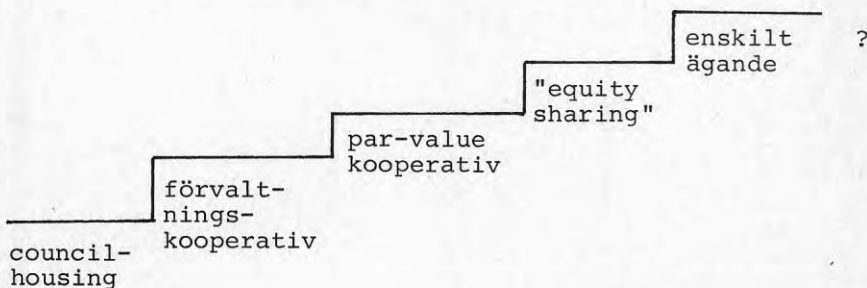 enskilt ?
ägande
"equity
sharing"
par-value
kooperativ
förvalt-
nings-
kooperativ
council-
housing